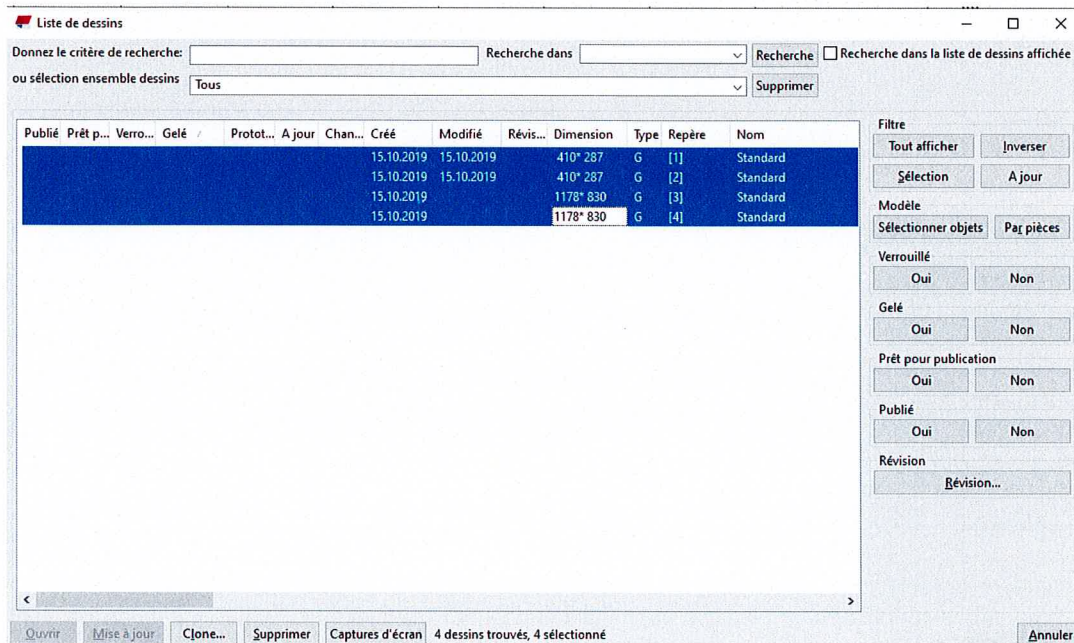 Liste de dessins
Donnez le critère de recherche: Recherche dans Recherche Recherche dans la liste de dessins affichée
ou sélection ensemble dessins Tous Supprimer
Publié Prêt p... Verro... Gelé Protot... A jour Chan... Créé Modifié Révis... Dimension Type Repère Nom
15.10.2019 15.10.2019 410* 287 G [1] Standard
15.10.2019 15.10.2019 410* 287 G [2] Standard
15.10.2019 1178* 830 G [3] Standard
15.10.2019 1178* 830 G [4] Standard
Filtre
Tout afficher Inverser
Sélection A jour
Modèle
Sélectionner objets Par pièces
Verrouillé
Oui Non
Gelé
Oui Non
Prêt pour publication
Oui Non
Publié
Oui Non
Révision
Révision...
Ouvrir Mise à jour Clone... Supprimer Captures d'écran 4 dessins trouvés, 4 sélectionné Annuler